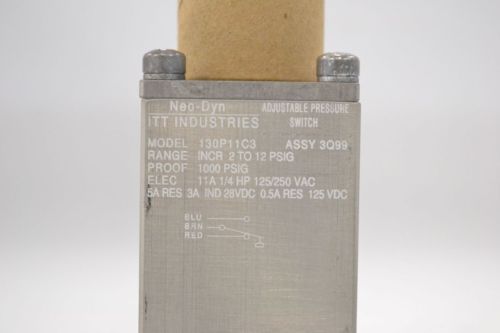 Neo-Dyn ADJUSTABLE PRESSURE
ITT INDUSTRIES SWITCH
MODEL 130P11C3 ASSY 3Q99
RANGE INCR 2 TO 12 PSIG
PROOF 1000 PSIG
ELEC 11A 1/4 HP 125/250 VAC
5A RES 3A IND 28VDC 0.5A RES 125 VDC
BLU
BRN
RED